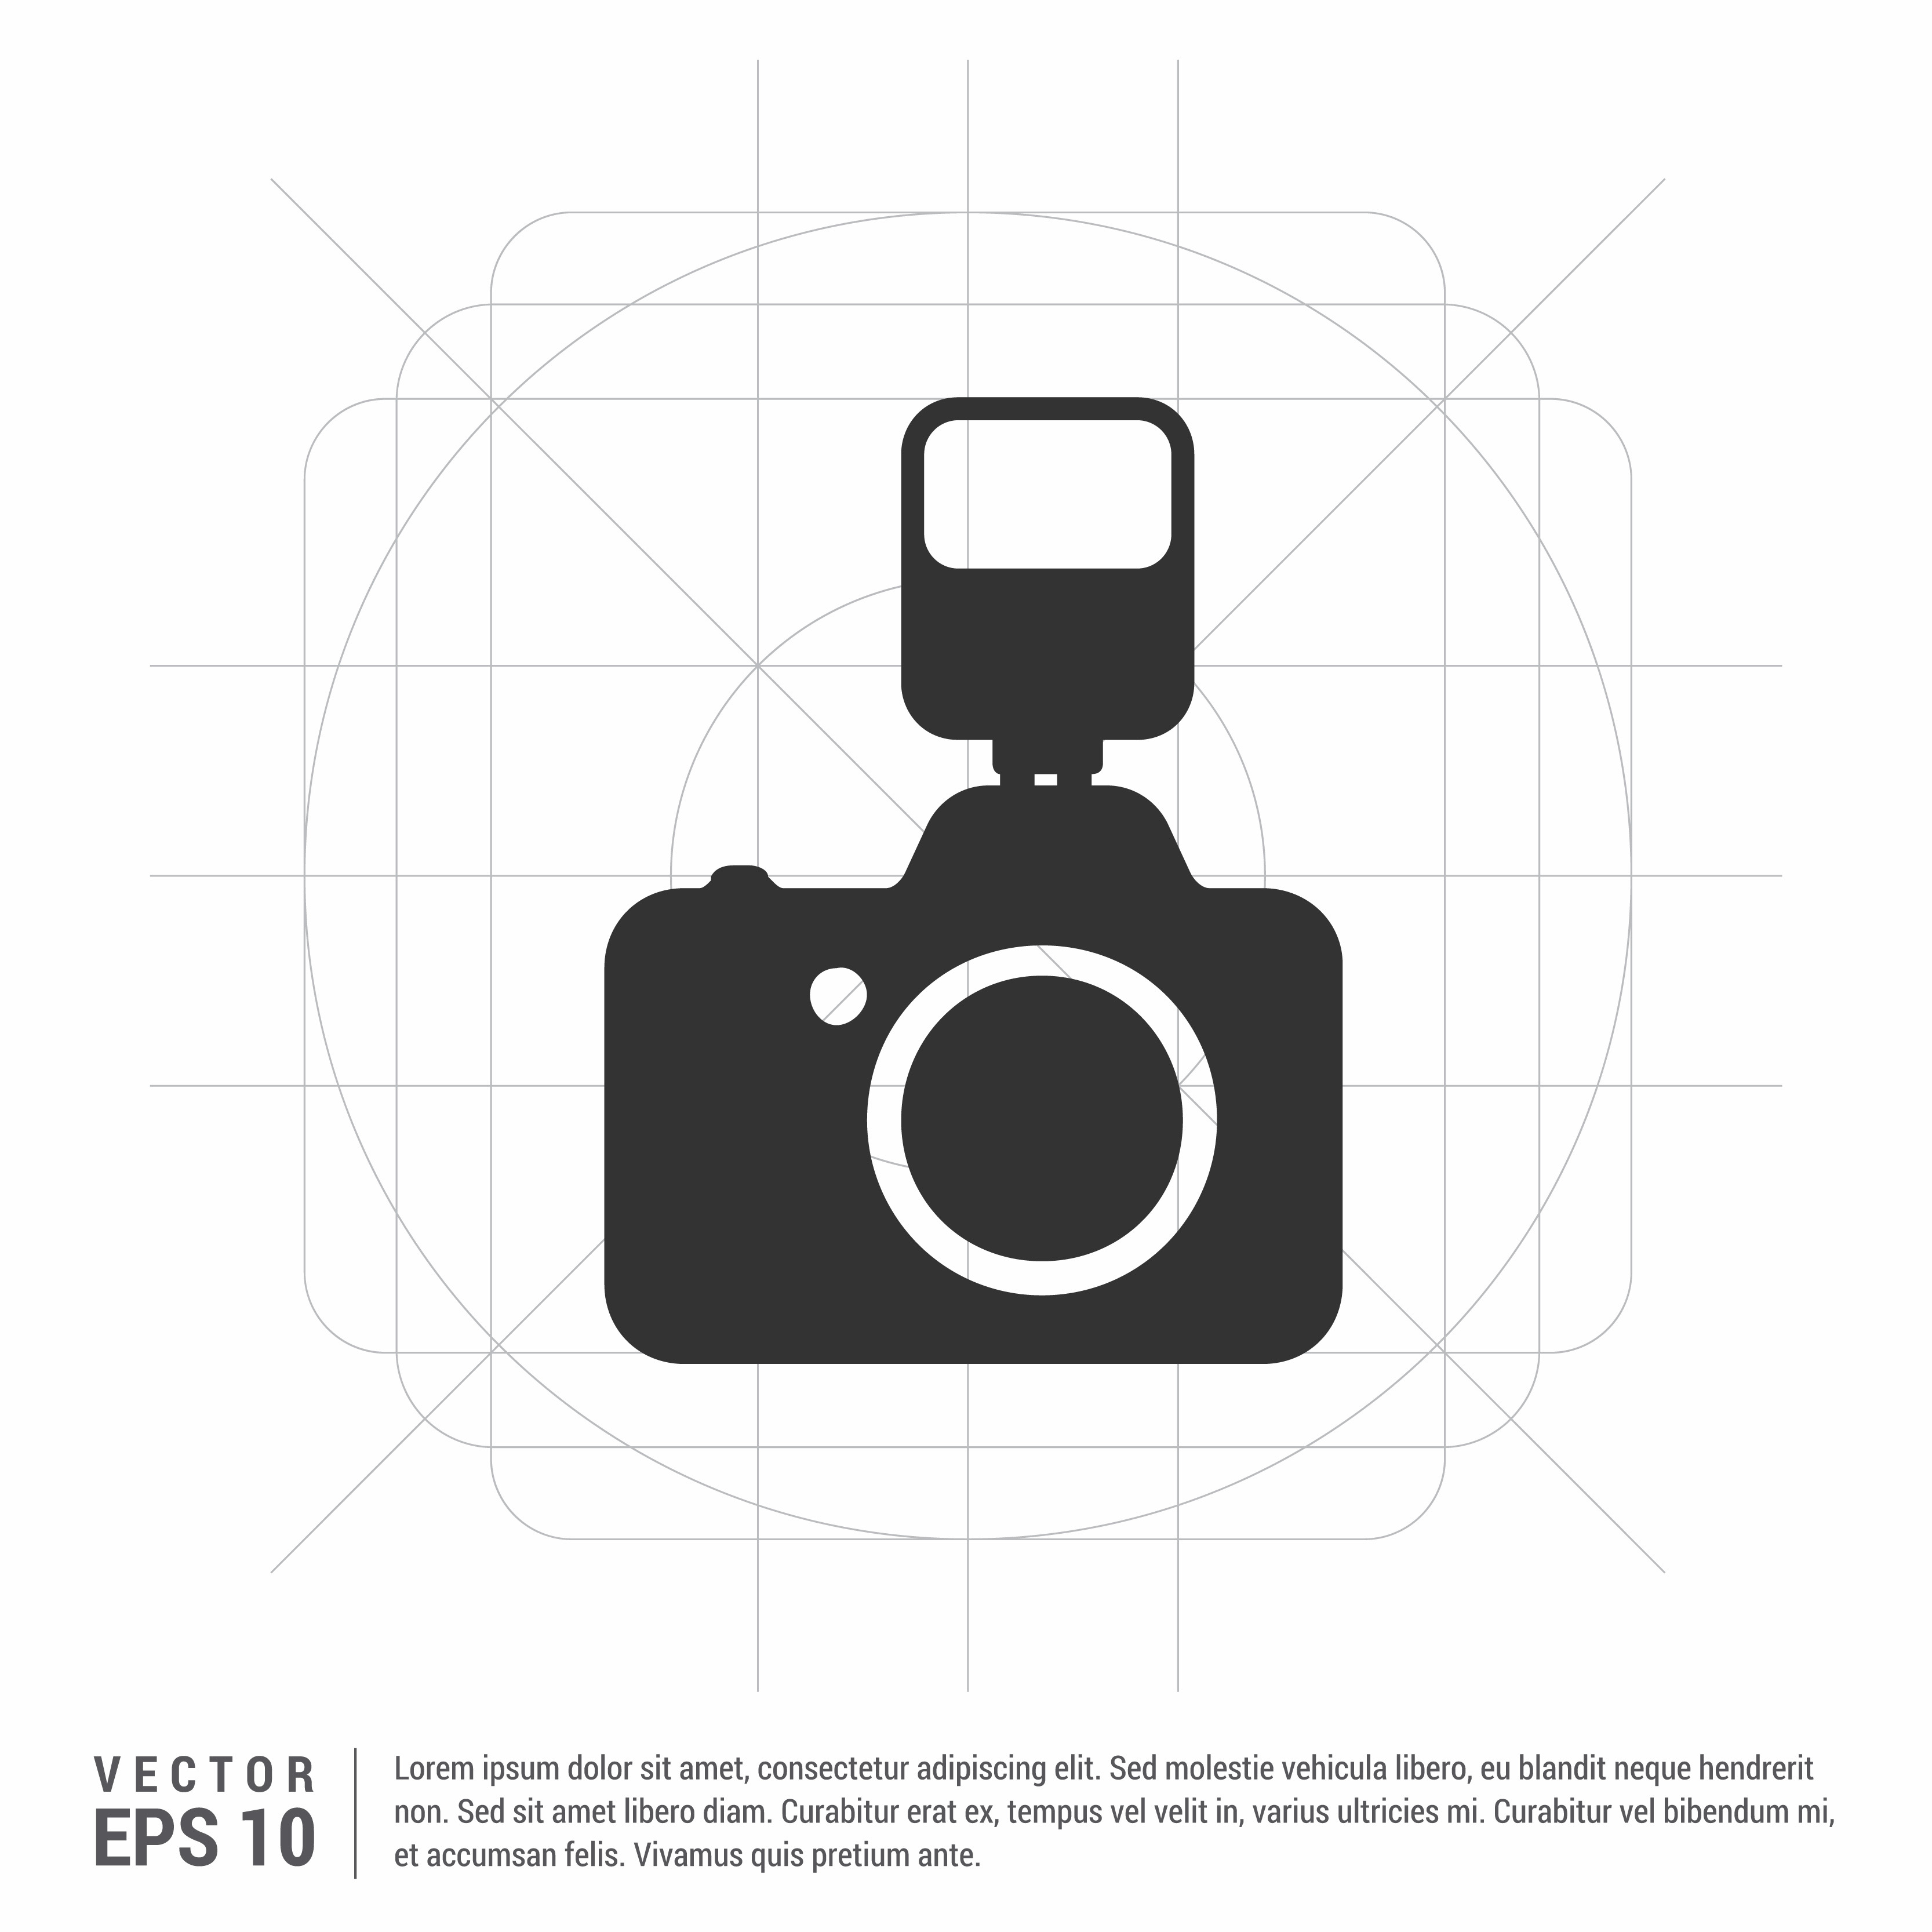 VECTOR
EPS 10
Lorem ipsum dolor sit amet, consectetur adipiscing elit. Sed molestie vehicula libero, eu blandit neque hendrerit
non. Sed sit amet libero diam. Curabitur erat ex, tempus vel velit in, varius ultricies mi. Curabitur vel bibendum mi,
et accumsan felis. Vivamus quis pretium ante.